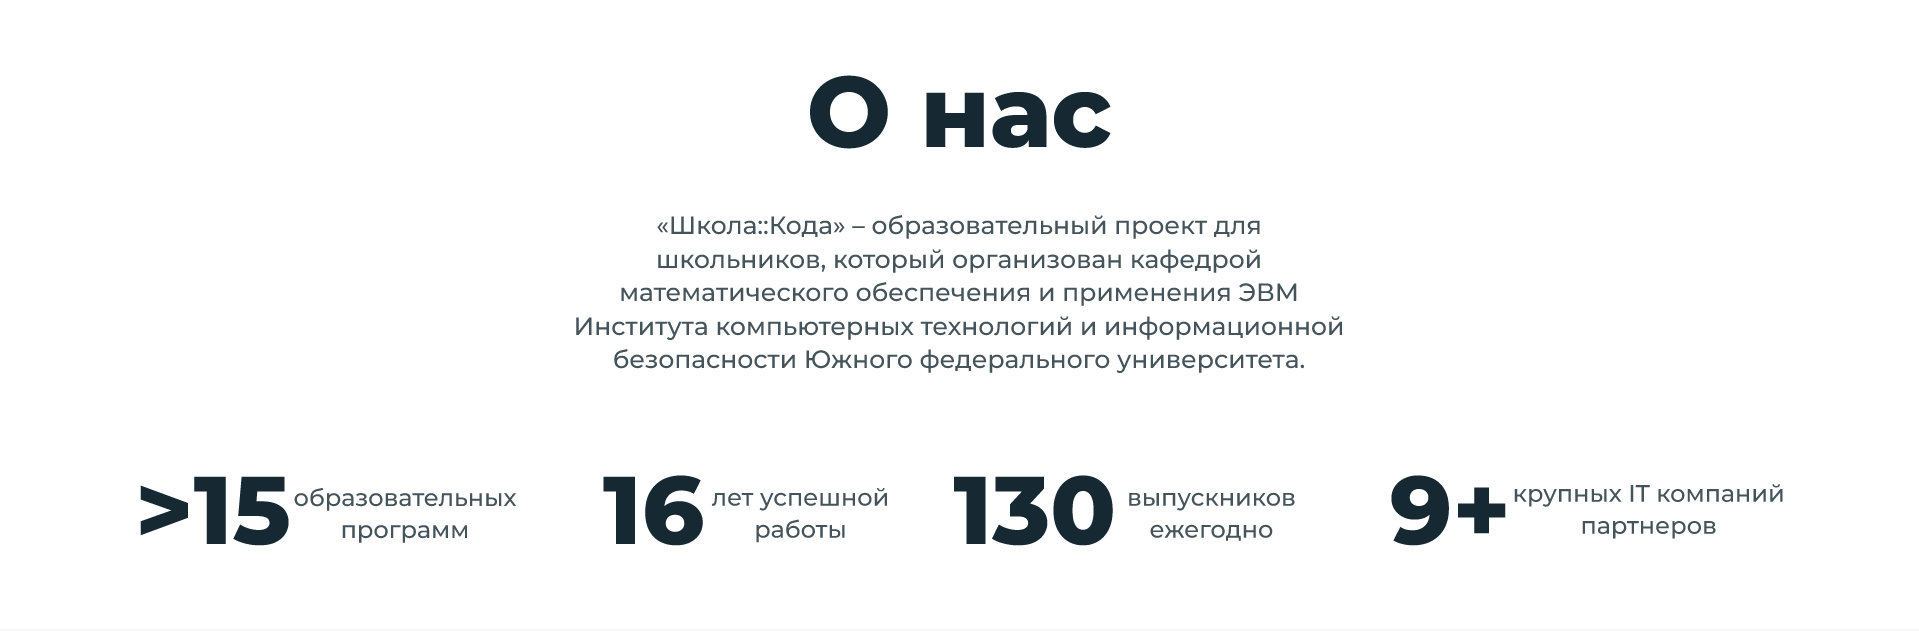 О нас
«Школа::Кода» – образовательный проект для
школьников, который организован кафедрой
математического обеспечения и применения ЭВМ
Института компьютерных технологий и информационной
безопасности Южного федерального университета.
>15 образовательных
программ
16 лет успешной
работы
130 выпускников
ежегодно
9+ крупных IT компаний
партнеров